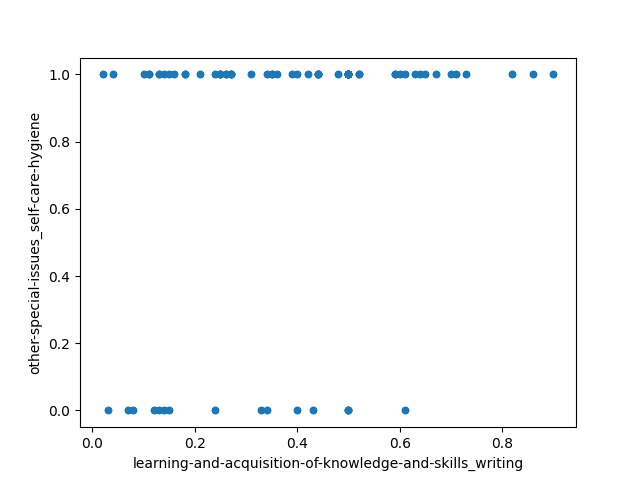 1.0
0.8
0.6
0.4
0.2
0.0
other-special-issues_self-care-hygiene
0.0 0.2 0.4 0.6 0.8
learning-and-acquisition-of-knowledge-and-skills_writing